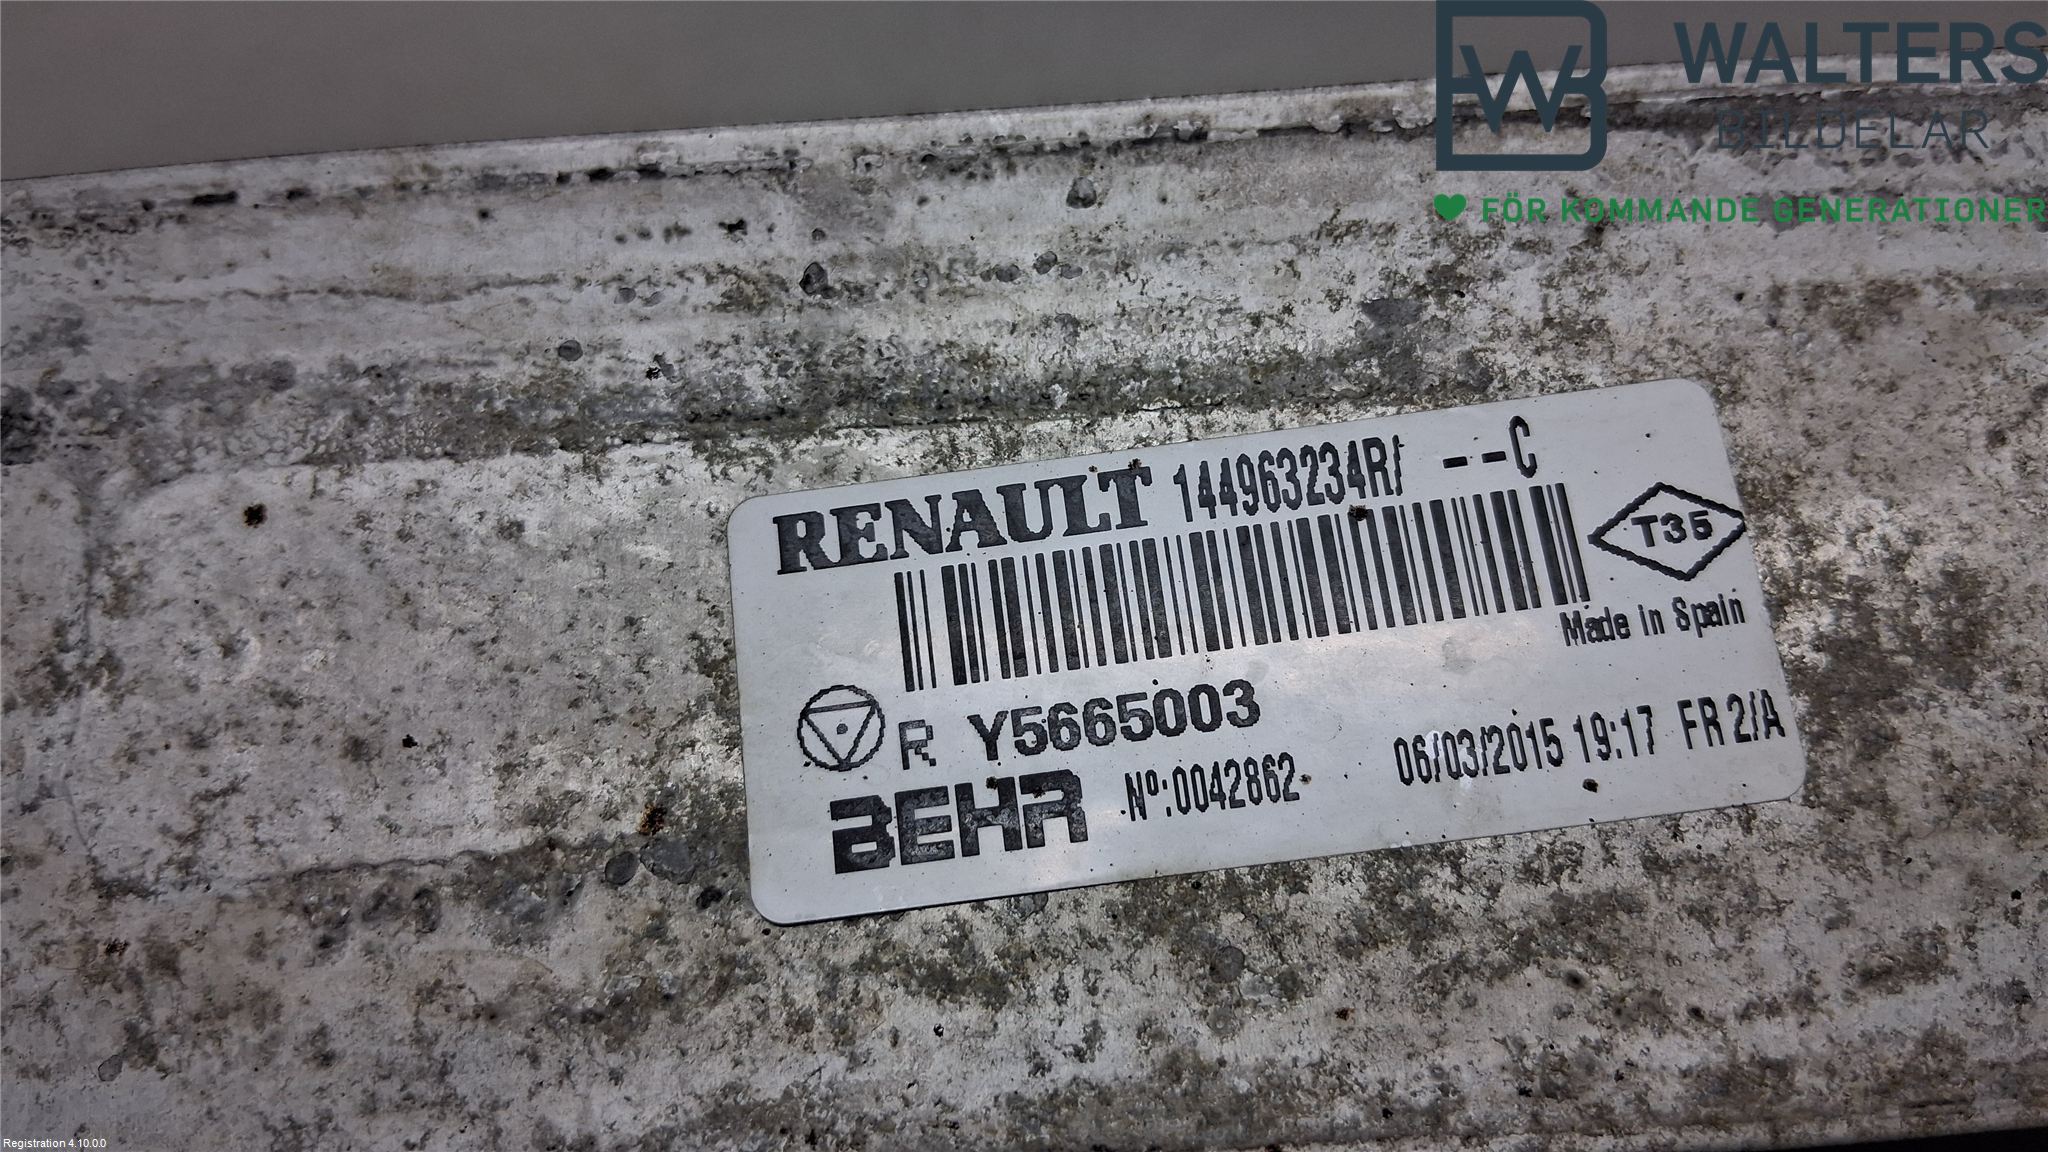 WALTERS
BILDELAR
FÖR KOMMANDE GENERATIONER
RENAULT 144963234R/ --C
T35
Made in Spain
R Y5665003
BEHR Nº:0042862 06/03/2015 19:17 FR 2/A
Registration 4.10.0.0